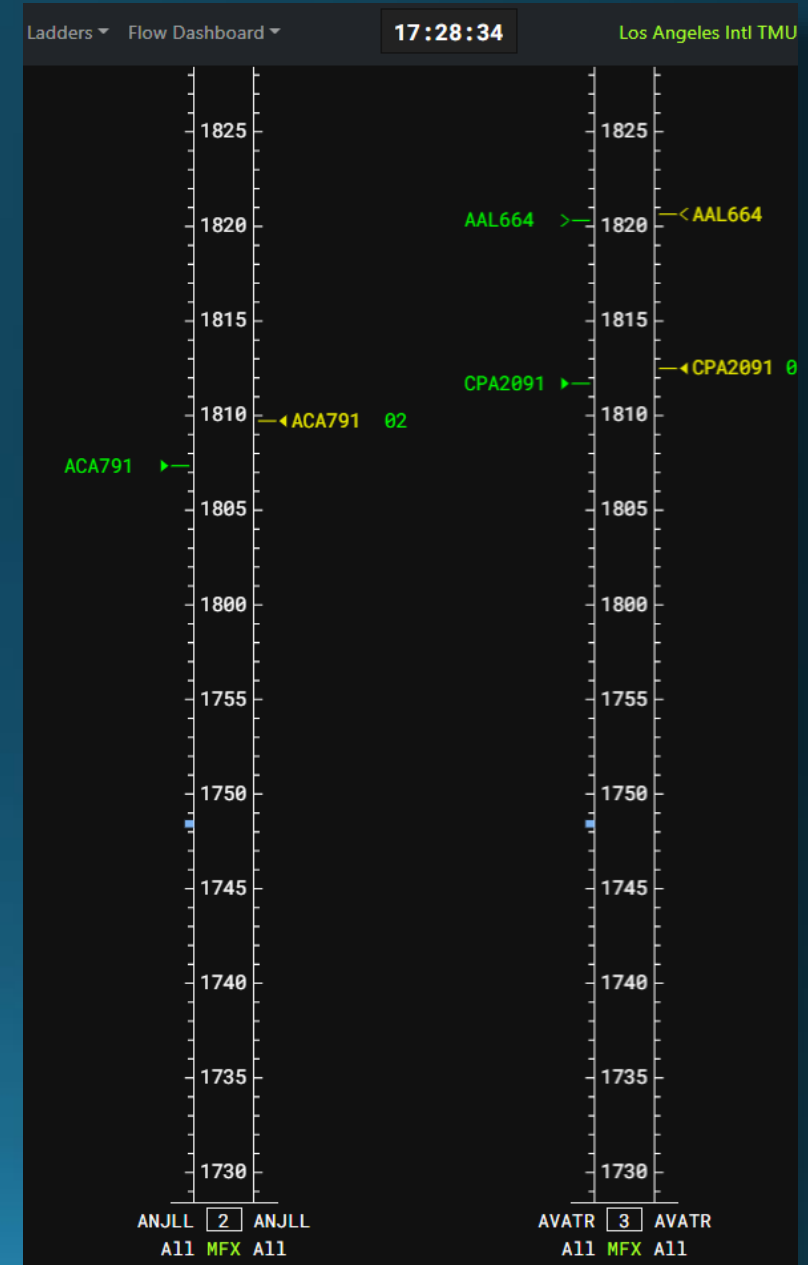 Ladders Flow Dashboard 17:28:34 Los Angeles Intl TMU
1825 1825
AAL664 AAL664
1820 1820
1815 1815
CPA2091 CPA2091 0
1810 ACA791 02 1810
ACA791
1805 1805
1800 1800
1755 1755
1750 1750
1745 1745
1740 1740
1735 1735
1730 1730
ANJLL 2 ANJLL AVATR 3 AVATR
All MFX All All MFX All